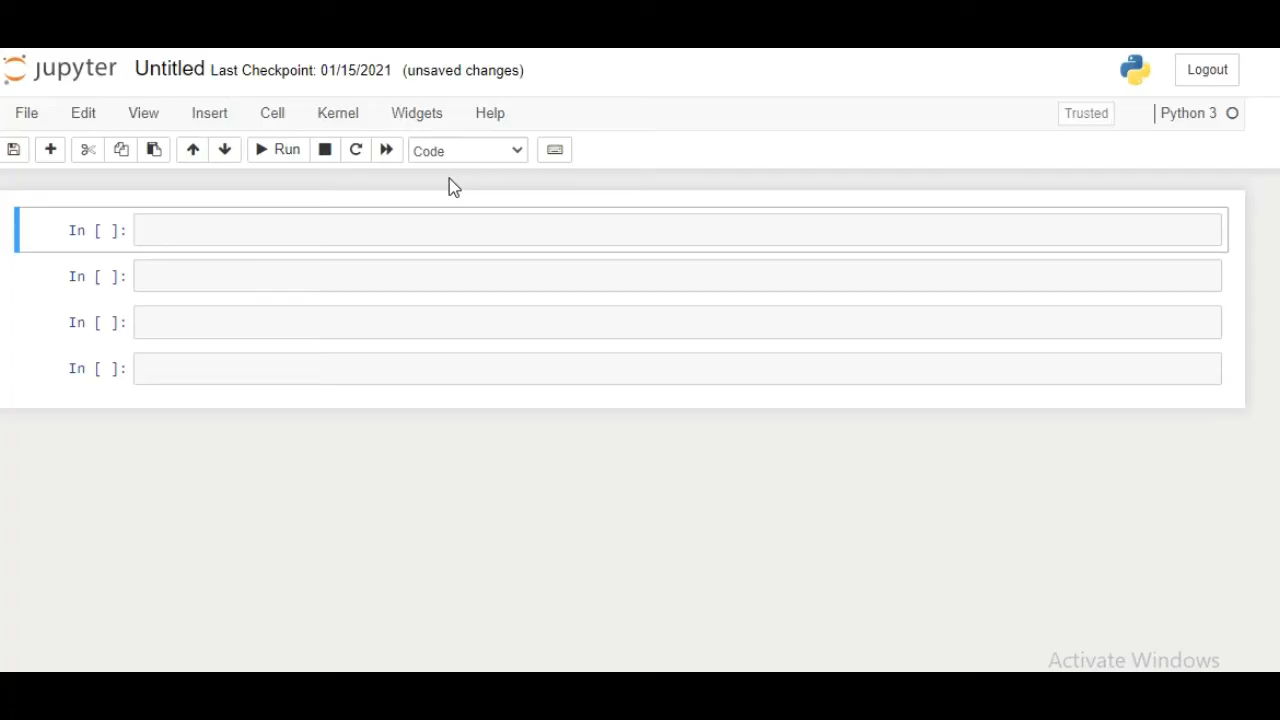 jupyter Untitled Last Checkpoint: 01/15/2021 (unsaved changes) Logout
File Edit View Insert Cell Kernel Widgets Help Trusted Python 3
Run Code
In [ ]:
In [ ]:
In [ ]:
In [ ]:
Activate Windows